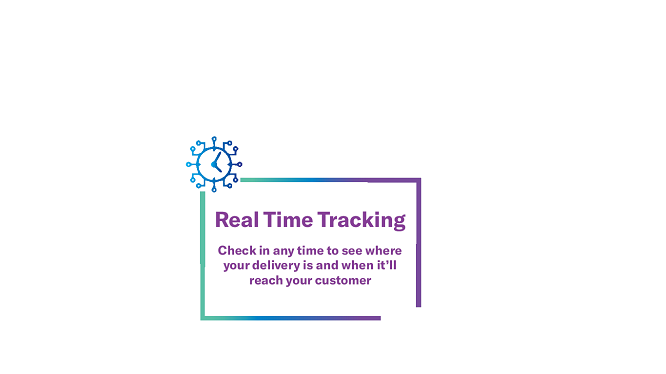 Real Time Tracking
Check in any time to see where
your delivery is and when it'll
reach your customer